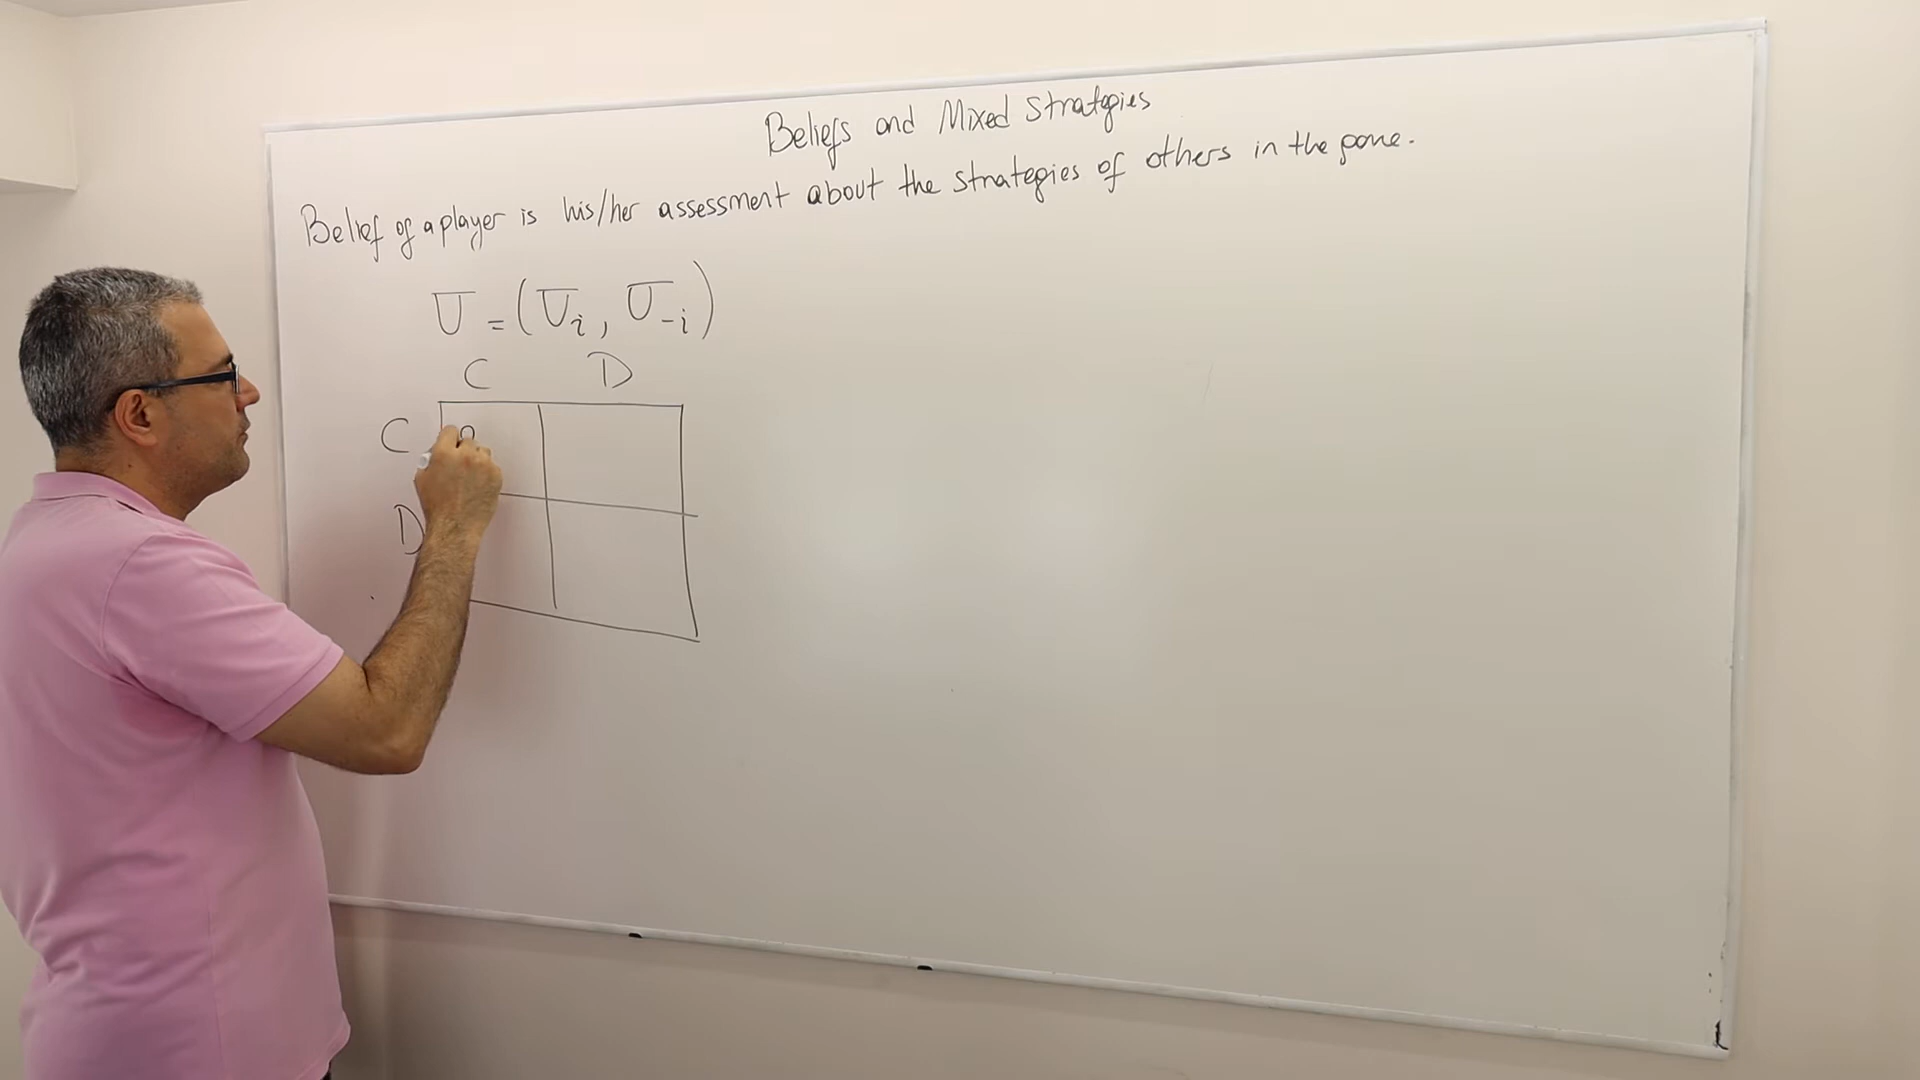 Beliefs and Mixed Strategies
Belief of a player is his/her assessment about the strategies of others in the game.
σ = (σi, σ-i)
C D
C
D